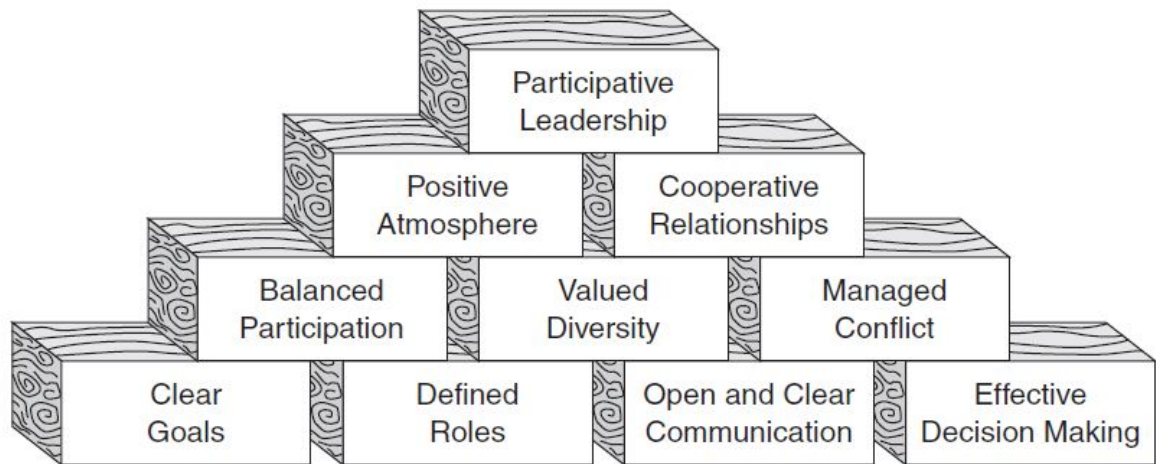 Participative
Leadership
Positive
Atmosphere
Cooperative
Relationships
Balanced
Participation
Valued
Diversity
Managed
Conflict
Clear
Goals
Defined
Roles
Open and Clear
Communication
Effective
Decision Making